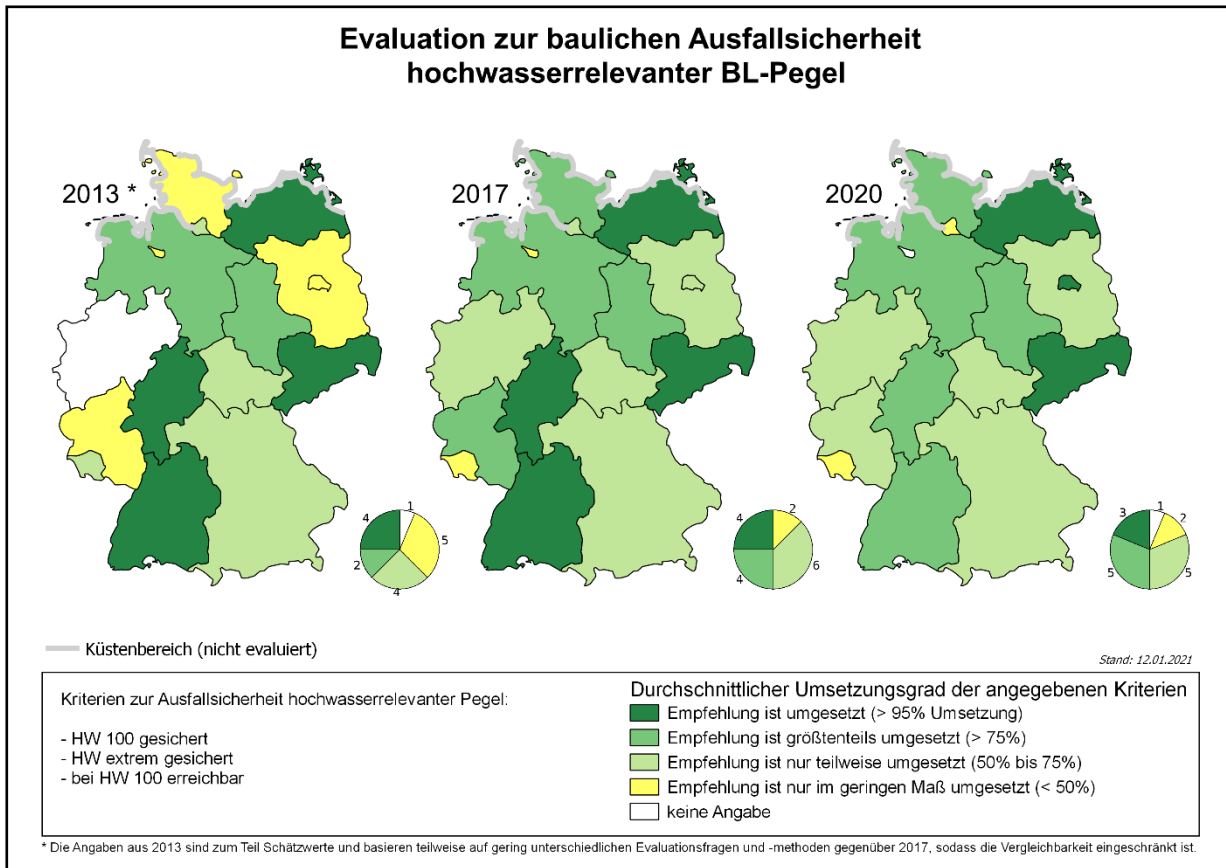 Evaluation zur baulichen Ausfallsicherheit
hochwasserrelevanter BL-Pegel
2013 *
2017
2020
1
5
4
2
4
2
6
4
4
1
2
5
5
3
Küstenbereich (nicht evaluiert)
Stand: 12.01.2021
Kriterien zur Ausfallsicherheit hochwasserrelevanter Pegel:
- HW 100 gesichert
- HW extrem gesichert
- bei HW 100 erreichbar
Durchschnittlicher Umsetzungsgrad der angegebenen Kriterien
Empfehlung ist umgesetzt (> 95% Umsetzung)
Empfehlung ist größtenteils umgesetzt (> 75%)
Empfehlung ist nur teilweise umgesetzt (50% bis 75%)
Empfehlung ist nur im geringen Maß umgesetzt (< 50%)
keine Angabe
* Die Angaben aus 2013 sind zum Teil Schätzwerte und basieren teilweise auf gering unterschiedlichen Evaluationsfragen und -methoden gegenüber 2017, sodass die Vergleichbarkeit eingeschränkt ist.